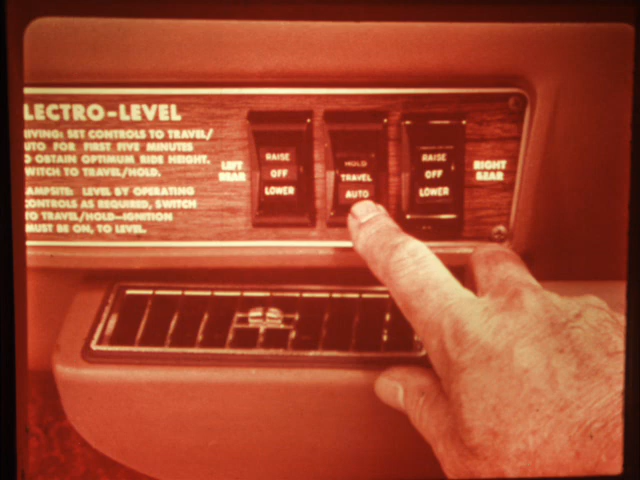 LECTRO-LEVEL
IVING: SET CONTROLS TO TRAVEL/
UTO FOR FIRST FIVE MINUTES
O OBTAIN OPTIMUM RIDE HEIGHT.
WITCH TO TRAVEL/HOLD.
AMPSITE: LEVEL BY OPERATING
ONTROLS AS REQUIRED, SWITCH
TO TRAVEL/HOLD—IGNITION
MUST BE ON, TO LEVEL.
LEFT
REAR
RAISE
OFF
LOWER
HOLD
TRAVEL
AUTO
RAISE
OFF
LOWER
RIGHT
REAR